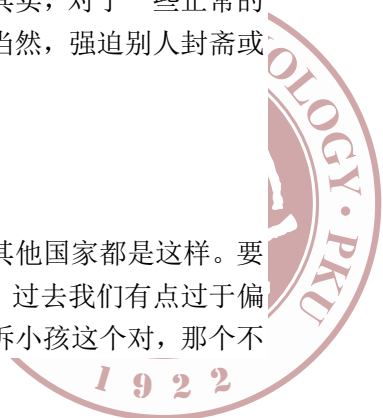 其实，对于一些正常的
当然，强迫别人封斋或
其他国家都是这样。要
过去我们有点过于偏
诉小孩这个对，那个不
OLOGY · PKU
1922